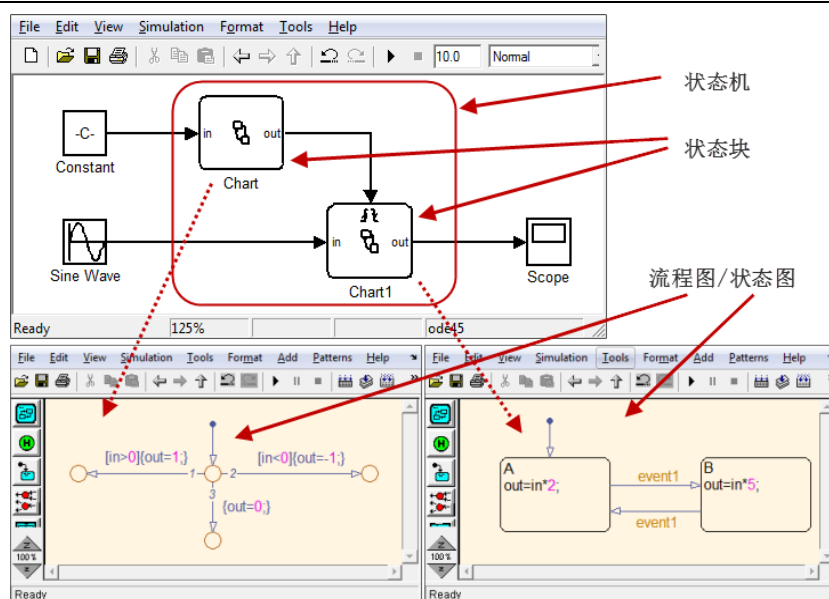 File Edit View Simulation Format Tools Help
10.0 Normal
状态机
-C-
in out
Constant
Chart
状态块
in out
Sine Wave
Chart1
Scope
流程图/状态图
Ready 125% ode45
File Edit View Simulation Tools Format Add Patterns Help
[in>0]{out=1;} [in<0]{out=-1;}
1 2
3
{out=0;}
100%
Ready
File Edit View Simulation Tools Format Add Patterns Help
A
out=in*2;
event1
B
out=in*5;
event1
100%
Ready